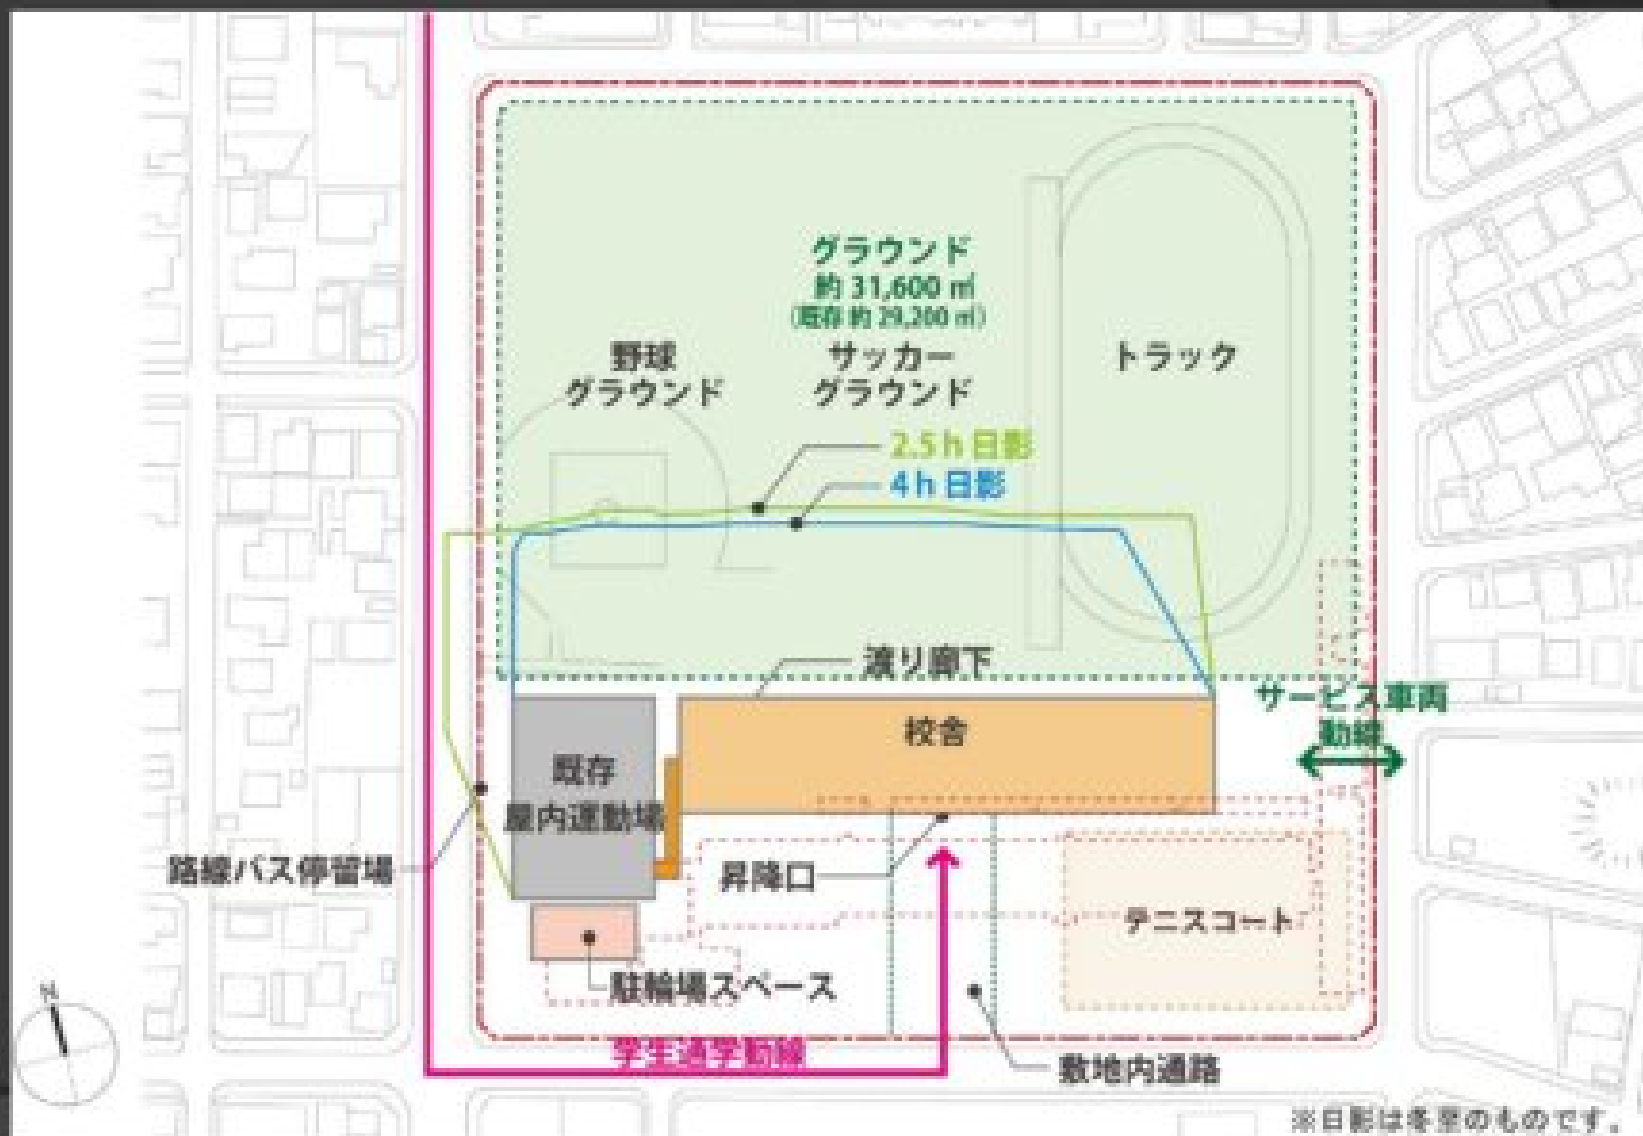 グラウンド
約 31,600 ㎡
(既存 約 29,200 ㎡)
野球
グラウンド
サッカー
グラウンド
トラック
2.5h 日影
4h 日影
渡り廊下
校舎
サービス車両
動線
既存
屋内運動場
路線バス停留場
昇降口
テニスコート
駐輪場スペース
N
学生通学動線
敷地内通路
※日影は冬至のものです。